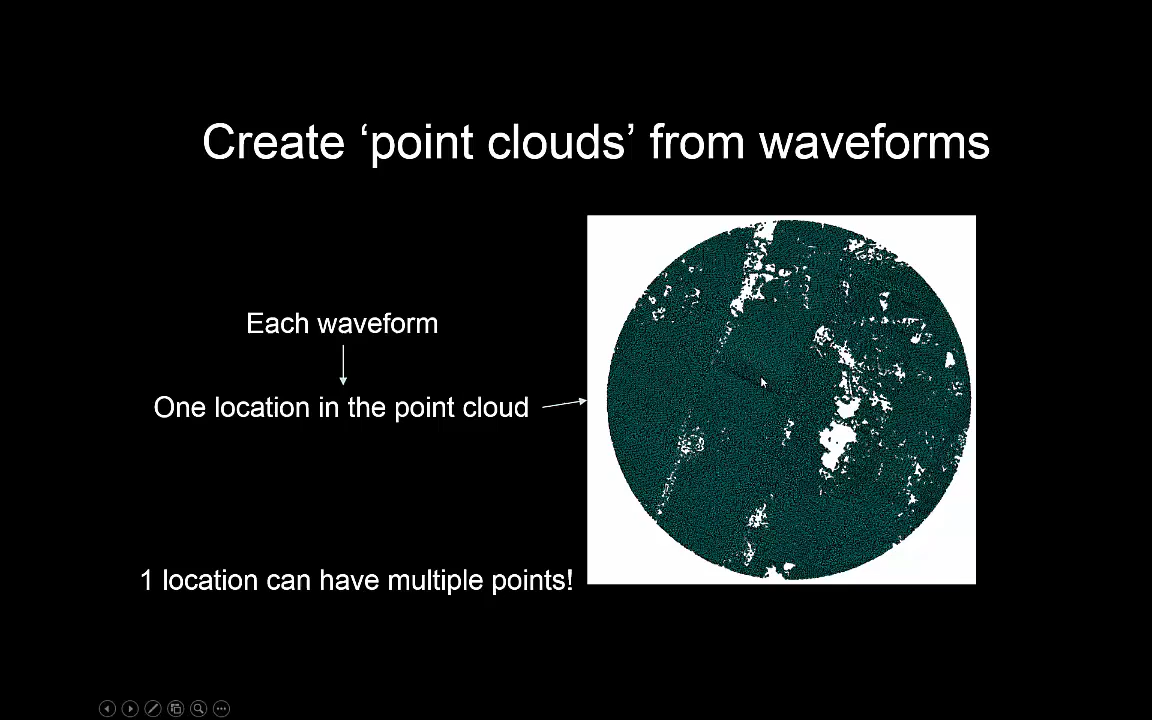 Create ‘point clouds’ from waveforms
Each waveform
One location in the point cloud
1 location can have multiple points!